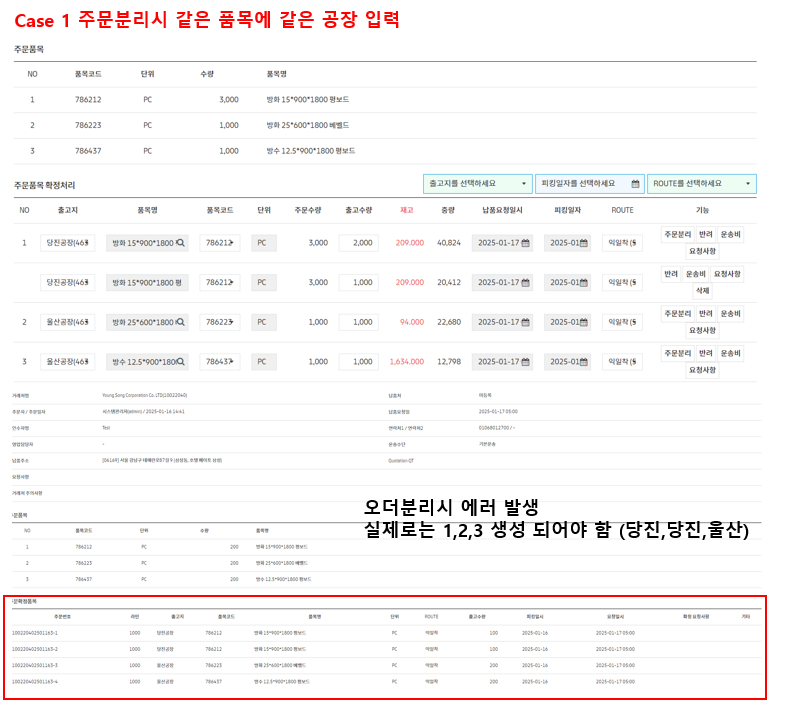 Case 1 주문분리시 같은 품목에 같은 공장 입력
주문품목
NO 품목코드 단위 수량 품목명
1 786212 PC 3,000 방화 15*900*1800 평보드
2 786223 PC 1,000 방화 25*600*1800 베벨드
3 786437 PC 1,000 방수 12.5*900*1800 평보드
주문품목 확정처리 출고지를 선택하세요 피킹일자를 선택하세요 ROUTE를 선택하세요
NO 출고지 품목명 품목코드 단위 주문수량 출고수량 재고 중량 납품요청일시 피킹일자 ROUTE 기능
주문분리 반려 운송비
1 당진공장(463 방화 15*900*1800 786212 PC 3,000 2,000 209.000 40,824 2025-01-17 2025-01 익일착 (5
요청사항
반려 운송비 요청사항
당진공장(463 방화 15*900*1800 평 786212 PC 3,000 1,000 209.000 20,412 2025-01-17 2025-01 익일착 (5
삭제
주문분리 반려 운송비
2 울산공장(463 방화 25*600*1800 786223 PC 1,000 1,000 94.000 22,680 2025-01-17 2025-01 익일착 (5
요청사항
주문분리 반려 운송비
3 울산공장(463 방수 12.5*900*180 786437 PC 1,000 1,000 1,634.000 12,798 2025-01-17 2025-01 익일착 (5
요청사항
거래처명 Young Sung Corporation Co. LTD(10022040) 납품처 미등록
주문자 / 주문일자 시스템관리자(admin) / 2025-01-16 14:41 납품요청일 2025-01-17 05:00
인수자명 Test 연락처1 / 연락처2 01068012700 / -
영업담당자 - 운송수단 기본운송
납품주소 [06169] 서울 강남구 테헤란로87길 Quotation QT
요청사항
거래처 주의사항
오더분리시 에러 발생
실제로는 1,2,3 생성 되어야 함 (당진,당진,울산)
문품목
NO 품목코드 단위 수량 품목명
1 786212 PC 200 방화 15*900*1800 평보드
2 786223 PC 200 방화 25*600*1800 베벨드
3 786437 PC 200 방수 12.5*900*1800 평보드
문확정품목
주문번호 라인 출고지 품목코드 품목명 단위 ROUTE 출고수량 피킹일시 요청일시 확정 요청사항 기타
100220402501163-1 1000 당진공장 786212 방화 15*900*1800 평보드 PC 익일착 100 2025-01-16 2025-01-17 05:00
100220402501163-2 1000 당진공장 786212 방화 15*900*1800 평보드 PC 익일착 100 2025-01-16 2025-01-17 05:00
100220402501163-3 1000 울산공장 786223 방화 25*600*1800 베벨드 PC 익일착 200 2025-01-16 2025-01-17 05:00
100220402501163-4 1000 울산공장 786437 방수 12.5*900*1800 평보드 PC 익일착 200 2025-01-16 2025-01-17 05:00